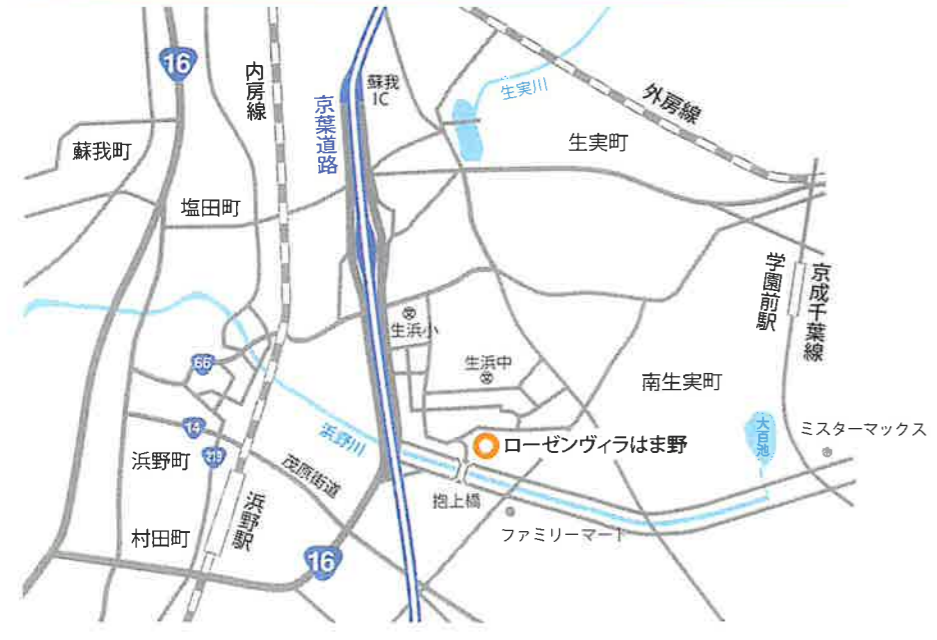 16
内房線
蘇我
IC
生実川
外房線
京葉道路
蘇我町
生実町
塩田町
学園前駅
京成千葉線
生浜小
生浜中
66
南生実町
14
大百池
ミスターマックス
浜野川
ローゼンヴィラはま野
浜野町
219
茂原街道
抱上橋
浜野駅
ファミリーマート
村田町
16